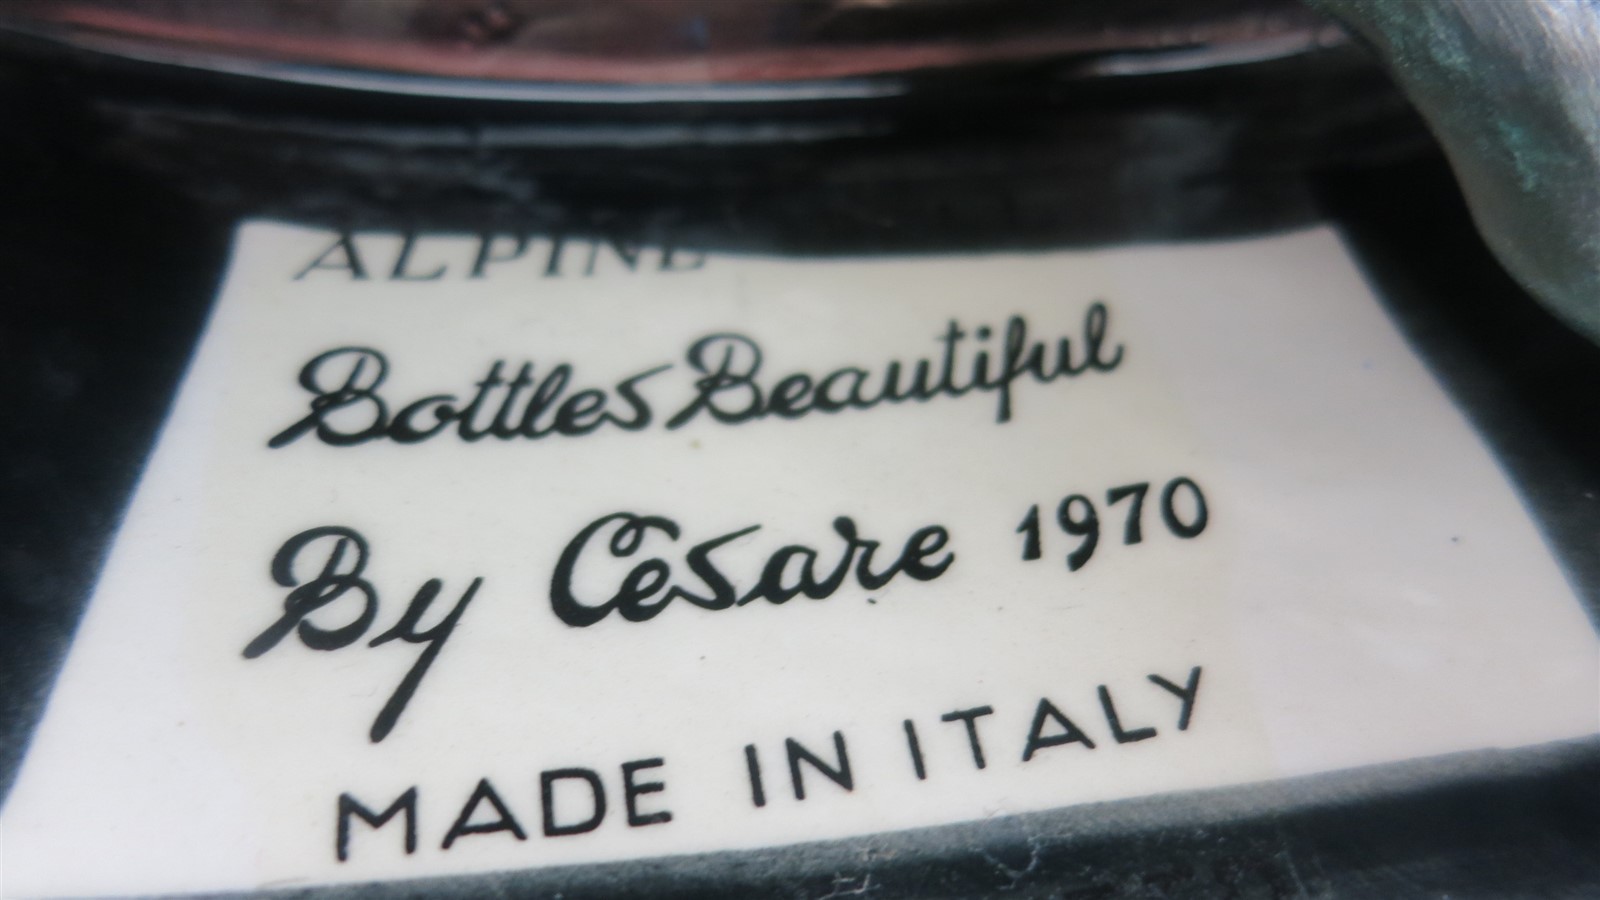 ALPINE
Bottles Beautiful
By Cesare 1970
MADE IN ITALY